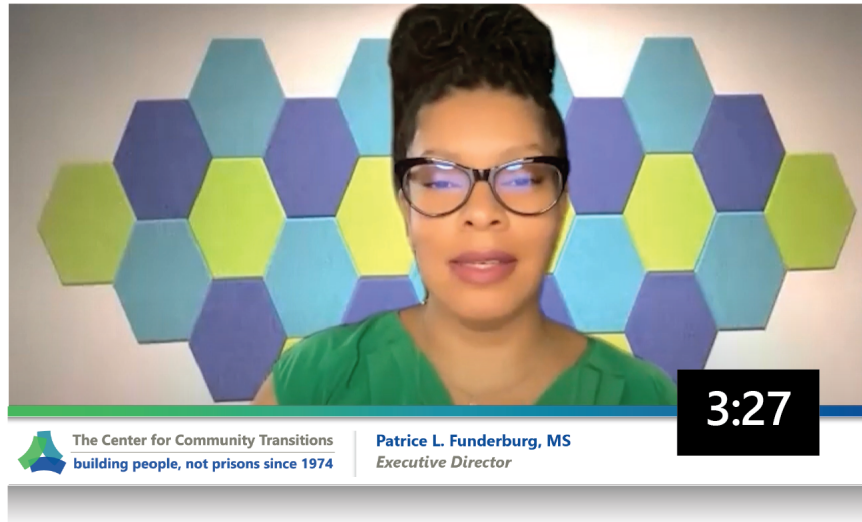 3:27
The Center for Community Transitions
building people, not prisons since 1974
Patrice L. Funderburg, MS
Executive Director